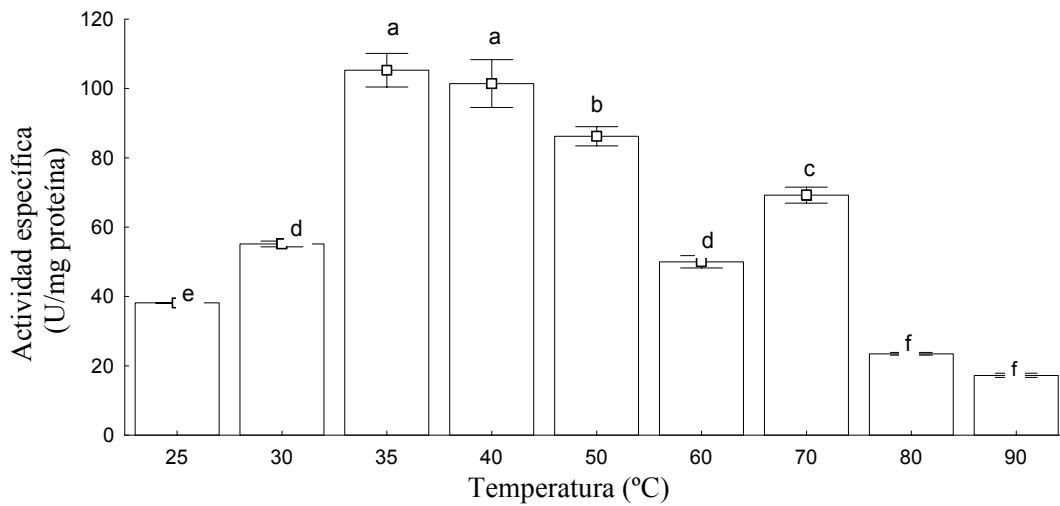 120
100
80
60
40
20
0
Actividad específica
(U/mg proteína)
e
d
a
a
b
d
c
f
f
25 30 35 40 50 60 70 80 90
Temperatura (ºC)